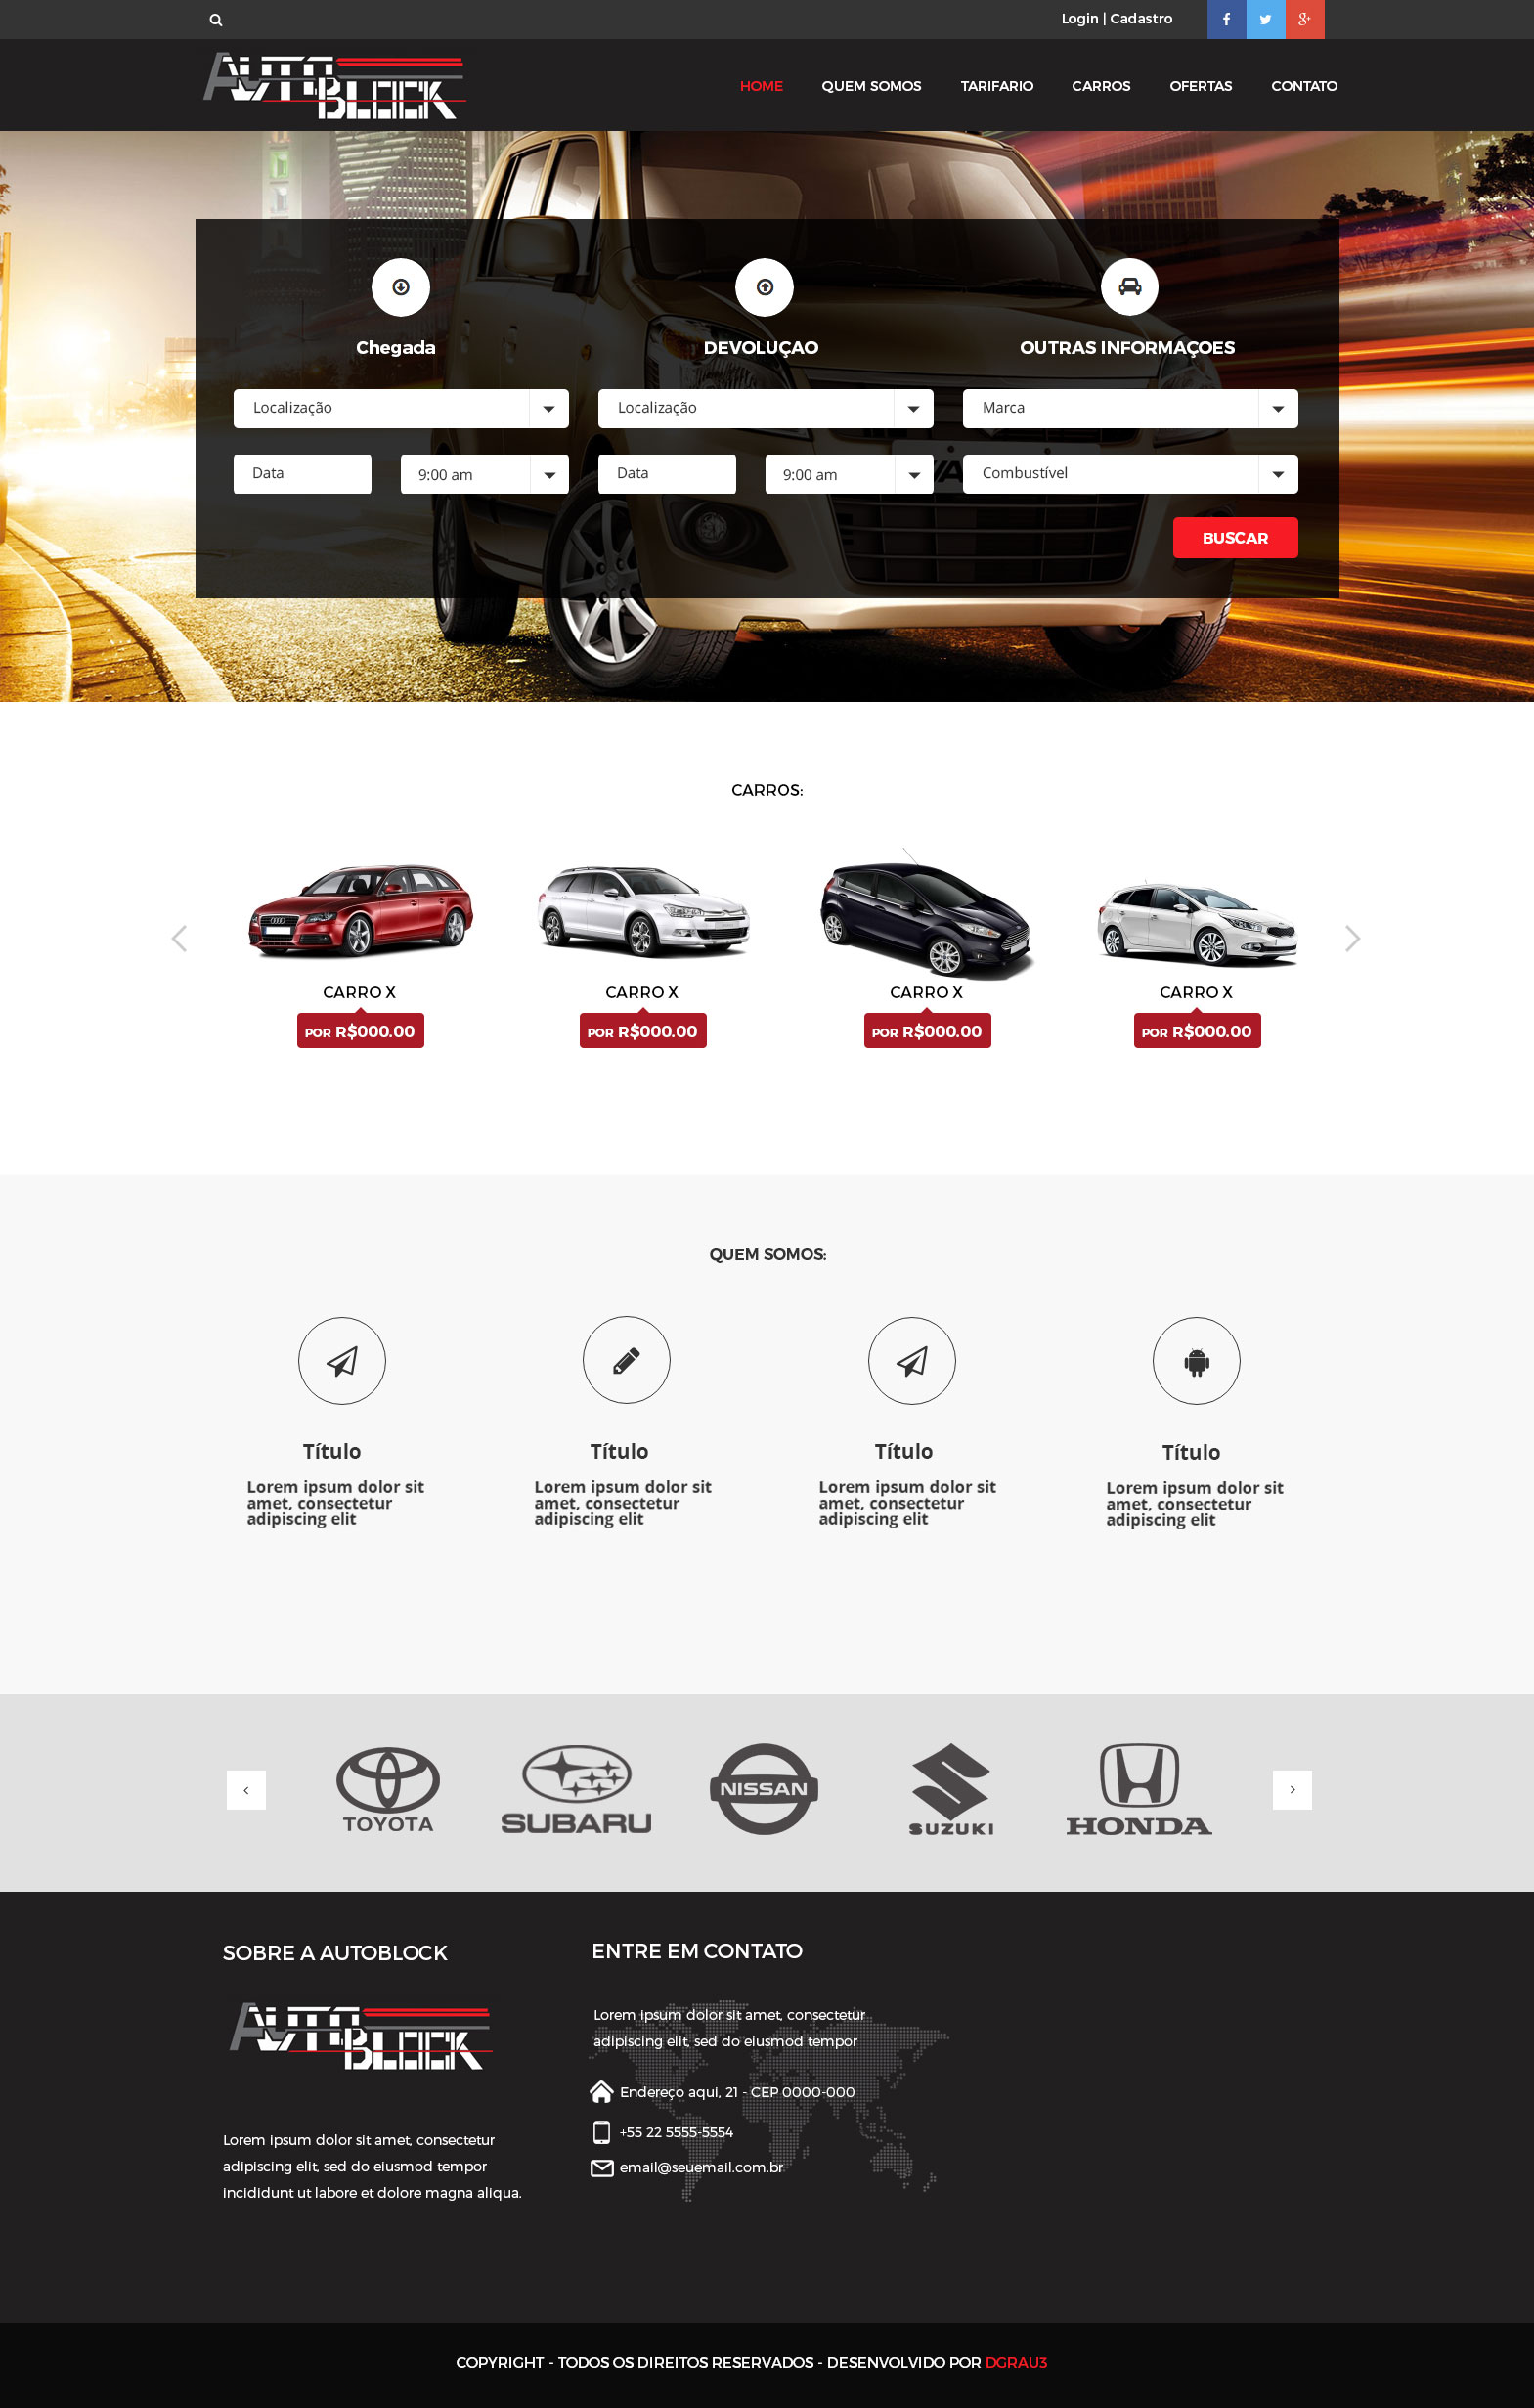 Login | Cadastro
AUTO BLOCK
HOME QUEM SOMOS TARIFARIO CARROS OFERTAS CONTATO
Chegada DEVOLUÇAO OUTRAS INFORMAÇOES
Localização Localização Marca
Data 9:00 am Data 9:00 am Combustível
BUSCAR
CARROS:
CARRO X CARRO X CARRO X CARRO X
POR R$000.00 POR R$000.00 POR R$000.00 POR R$000.00
QUEM SOMOS:
Título
Lorem ipsum dolor sit
amet, consectetur
adipiscing elit
Título
Lorem ipsum dolor sit
amet, consectetur
adipiscing elit
Título
Lorem ipsum dolor sit
amet, consectetur
adipiscing elit
Título
Lorem ipsum dolor sit
amet, consectetur
adipiscing elit
TOYOTA SUBARU NISSAN SUZUKI HONDA
SOBRE A AUTOBLOCK
AUTO BLOCK
Lorem ipsum dolor sit amet, consectetur
adipiscing elit, sed do eiusmod tempor
incididunt ut labore et dolore magna aliqua.
ENTRE EM CONTATO
Lorem ipsum dolor sit amet, consectetur
adipiscing elit, sed do eiusmod tempor
Endereço aqui, 21 - CEP 0000-000
+55 22 5555-5554
email@seuemail.com.br
COPYRIGHT - TODOS OS DIREITOS RESERVADOS - DESENVOLVIDO POR DGRAU3